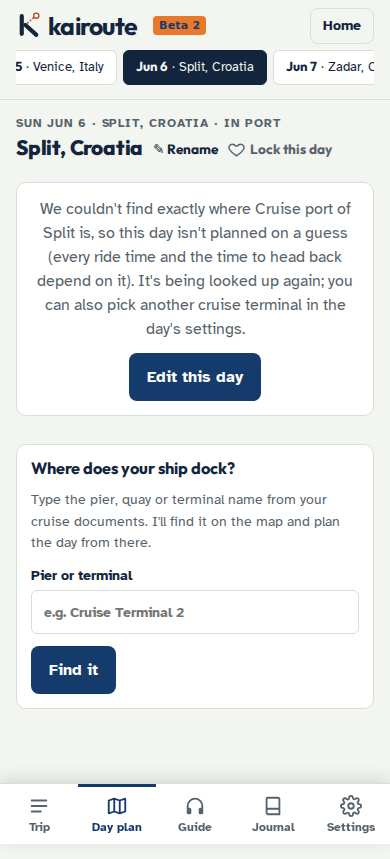 kairoute
Beta 2
Home
5 · Venice, Italy
Jun 6 · Split, Croatia
Jun 7 · Zadar, C
SUN JUN 6 · SPLIT, CROATIA · IN PORT
Split, Croatia
✎ Rename
Lock this day
We couldn't find exactly where Cruise port of
Split is, so this day isn't planned on a guess
(every ride time and the time to head back
depend on it). It's being looked up again; you
can also pick another cruise terminal in the
day's settings.
Edit this day
Where does your ship dock?
Type the pier, quay or terminal name from your
cruise documents. I'll find it on the map and plan
the day from there.
Pier or terminal
e.g. Cruise Terminal 2
Find it
Trip
Day plan
Guide
Journal
Settings